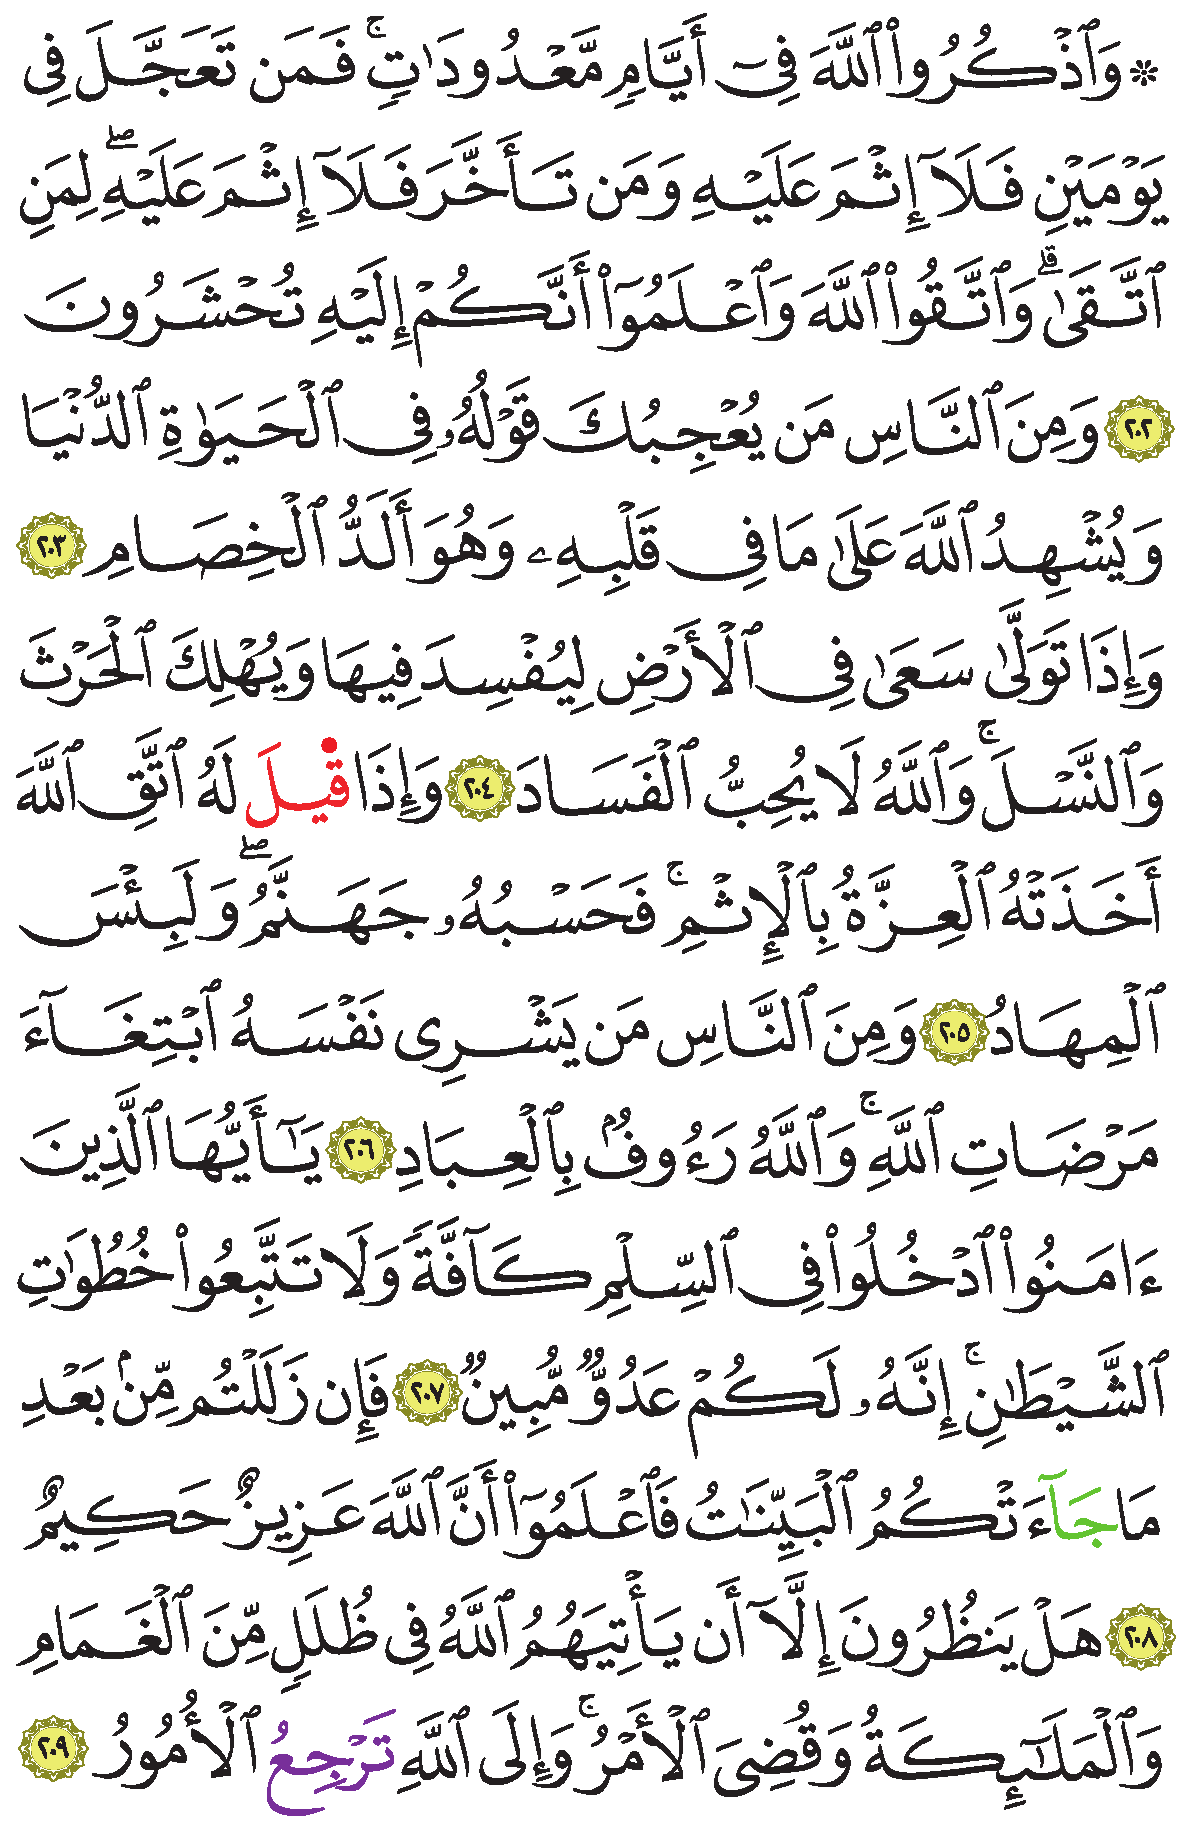 ۞ وَٱذۡكُرُواْ ٱللَّهَ فِيٓ أَيَّامٖ مَّعۡدُودَٰتٖۚ فَمَن تَعَجَّلَ فِي
يَوۡمَيۡنِ فَلَآ إِثۡمَ عَلَيۡهِ وَمَن تَأَخَّرَ فَلَآ إِثۡمَ عَلَيۡهِۖ لِمَنِ
ٱتَّقَىٰۗ وَٱتَّقُواْ ٱللَّهَ وَٱعۡلَمُوٓاْ أَنَّكُمۡ إِلَيۡهِ تُحۡشَرُونَ
٢٠٢ وَمِنَ ٱلنَّاسِ مَن يُعۡجِبُكَ قَوۡلُهُۥ فِي ٱلۡحَيَوٰةِ ٱلدُّنۡيَا
وَيُشۡهِدُ ٱللَّهَ عَلَىٰ مَا فِي قَلۡبِهِۦ وَهُوَ أَلَدُّ ٱلۡخِصَامِ ٢٠٣
وَإِذَا تَوَلَّىٰ سَعَىٰ فِي ٱلۡأَرۡضِ لِيُفۡسِدَ فِيهَا وَيُهۡلِكَ ٱلۡحَرۡثَ
وَٱلنَّسۡلَۚ وَٱللَّهُ لَا يُحِبُّ ٱلۡفَسَادَ ٢٠٤ وَإِذَا قِيلَ لَهُ ٱتَّقِ ٱللَّهَ
أَخَذَتۡهُ ٱلۡعِزَّةُ بِٱلۡإِثۡمِۚ فَحَسۡبُهُۥ جَهَنَّمُۖ وَلَبِئۡسَ
ٱلۡمِهَادُ ٢٠٥ وَمِنَ ٱلنَّاسِ مَن يَشۡرِي نَفۡسَهُ ٱبۡتِغَآءَ
مَرۡضَاتِ ٱللَّهِۚ وَٱللَّهُ رَءُوفُۢ بِٱلۡعِبَادِ ٢٠٦ يَٰٓأَيُّهَا ٱلَّذِينَ
ءَامَنُواْ ٱدۡخُلُواْ فِي ٱلسِّلۡمِ كَآفَّةٗ وَلَا تَتَّبِعُواْ خُطُوَٰتِ
ٱلشَّيۡطَٰنِۚ إِنَّهُۥ لَكُمۡ عَدُوّٞ مُّبِينٞ ٢٠٧ فَإِن زَلَلۡتُم مِّنۢ بَعۡدِ
مَا جَآءَتۡكُمُ ٱلۡبَيِّنَٰتُ فَٱعۡلَمُوٓاْ أَنَّ ٱللَّهَ عَزِيزٌ حَكِيمٌ
٢٠٨ هَلۡ يَنظُرُونَ إِلَّآ أَن يَأۡتِيَهُمُ ٱللَّهُ فِي ظُلَلٖ مِّنَ ٱلۡغَمَامِ
وَٱلۡمَلَٰٓئِكَةُ وَقُضِيَ ٱلۡأَمۡرُۚ وَإِلَى ٱللَّهِ تَرۡجِعُ ٱلۡأُمُورُ ٢٠٩